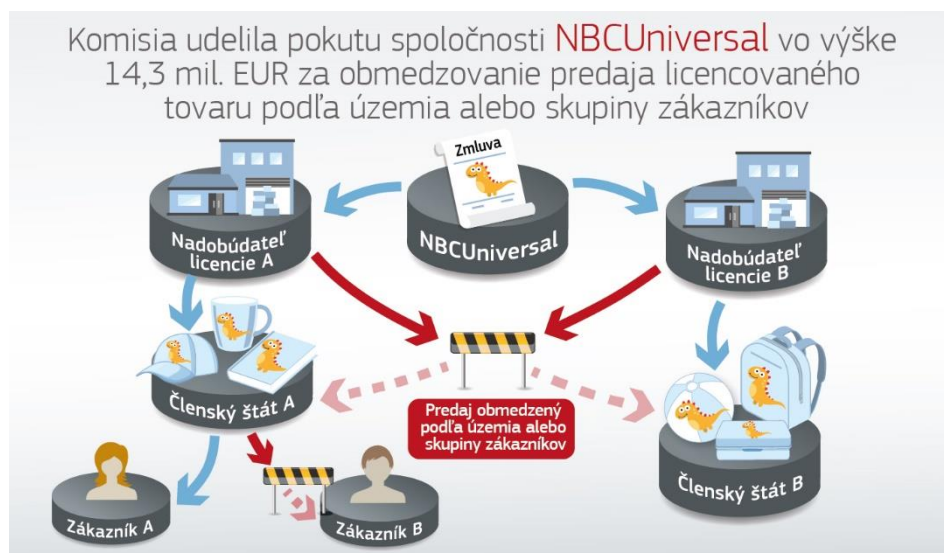 Komisia udelila pokutu spoločnosti NBCUniversal vo výške
14,3 mil. EUR za obmedzovanie predaja licencovaného
tovaru podľa územia alebo skupiny zákazníkov
Zmluva
Nadobúdateľ
licencie A
NBCUniversal
Nadobúdateľ
licencie B
Členský štát A
Predaj obmedzený
podľa územia alebo
skupiny zákazníkov
Členský štát B
Zákazník A
Zákazník B